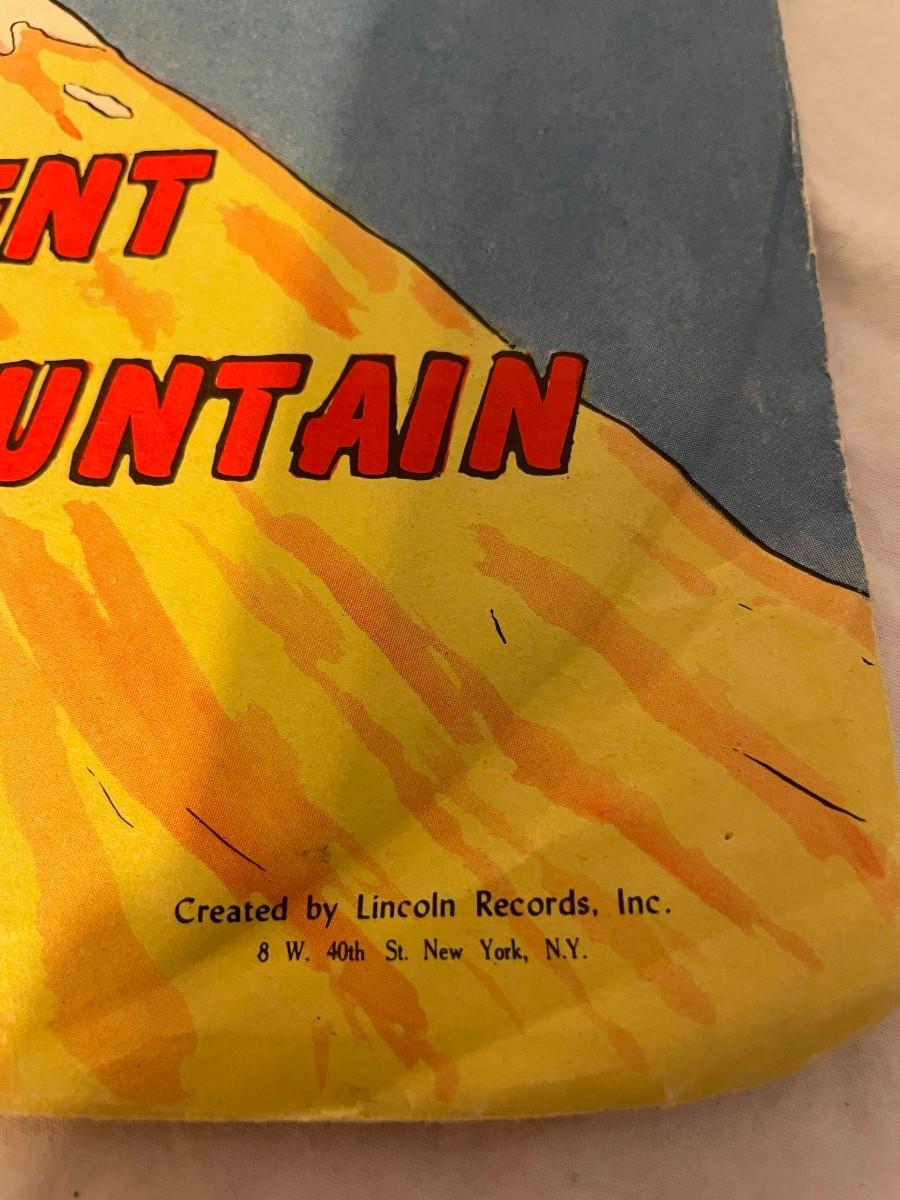 ENT
UNTAIN
Created by Lincoln Records, Inc.
8 W. 40th St. New York, N.Y.